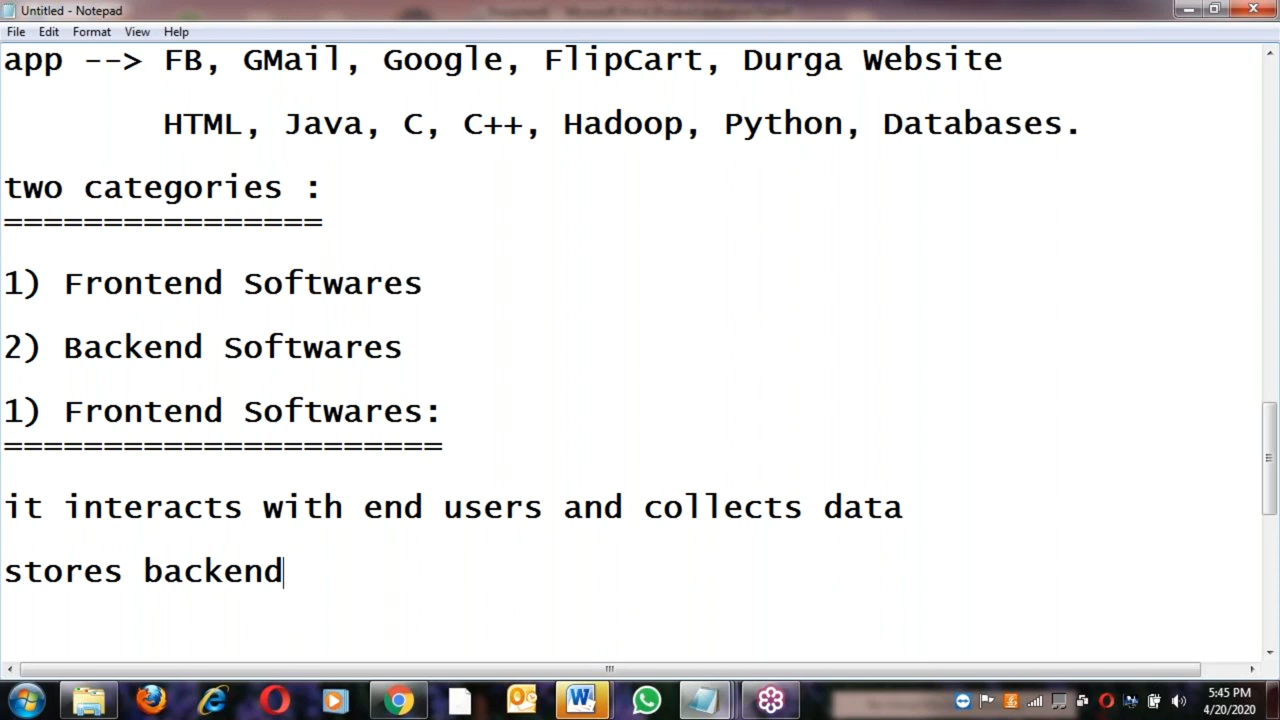 Untitled - Notepad
File Edit Format View Help
app --> FB, GMail, Google, FlipCart, Durga Website
HTML, Java, C, C++, Hadoop, Python, Databases.
two categories :
================
1) Frontend Softwares
2) Backend Softwares
1) Frontend Softwares:
======================
it interacts with end users and collects data
stores backend
5:45 PM
4/20/2020